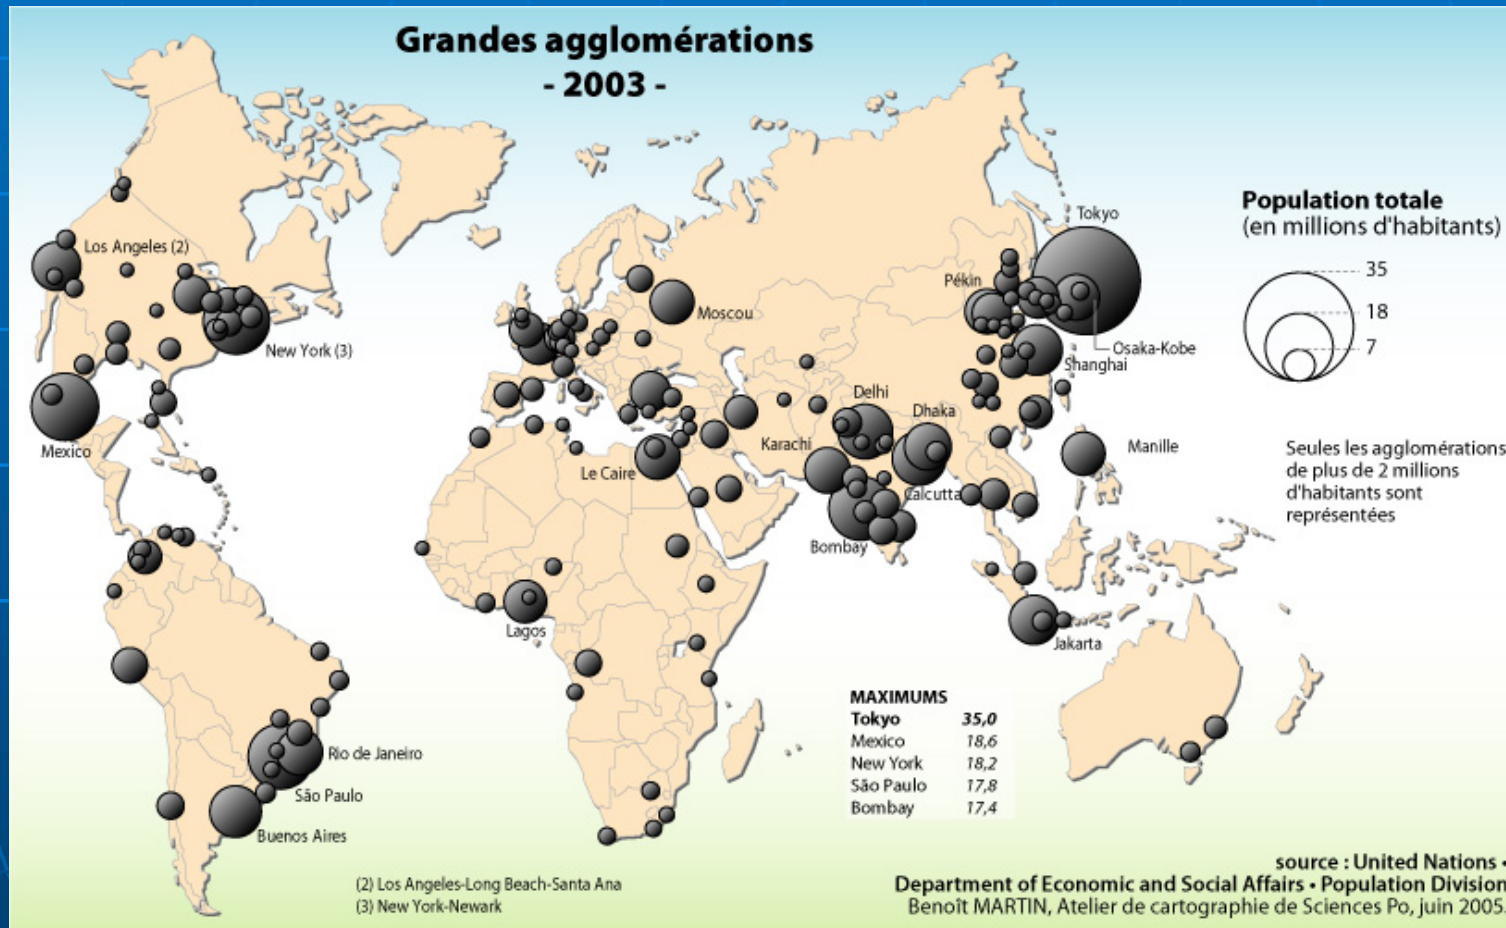 Grandes agglomérations
- 2003 -
Population totale
(en millions d'habitants)
35
18
7
Seules les agglomérations
de plus de 2 millions
d'habitants sont
représentées
Tokyo
Los Angeles (2)
Pékin
Moscou
New York (3)
Osaka-Kobe
Shanghai
Delhi
Dhaka
Mexico
Karachi
Manille
Le Caire
Calcutta
Bombay
Lagos
Jakarta
Rio de Janeiro
São Paulo
Buenos Aires
MAXIMUMS
Tokyo 35,0
Mexico 18,6
New York 18,2
São Paulo 17,8
Bombay 17,4
(2) Los Angeles-Long Beach-Santa Ana
(3) New York-Newark
source : United Nations •
Department of Economic and Social Affairs • Population Division
Benoît MARTIN, Atelier de cartographie de Sciences Po, juin 2005.